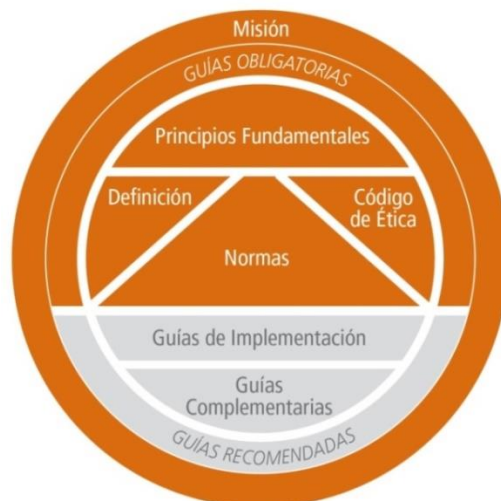 Misión
GUÍAS OBLIGATORIAS
Principios Fundamentales
Definición
Código
de Ética
Normas
Guías de Implementación
Guías
Complementarias
GUÍAS RECOMENDADAS